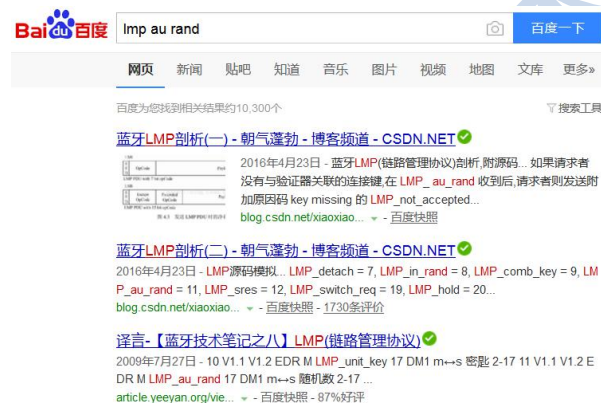 Bai du 百度 lmp au rand 百度一下
网页 新闻 贴吧 知道 音乐 图片 视频 地图 文库 更多»
百度为您找到相关结果约10,300个 搜索工具
蓝牙LMP剖析(一) - 朝气蓬勃 - 博客频道 - CSDN.NET
2016年4月23日 - 蓝牙LMP(链路管理协议)剖析,附源码... 如果请求者
没有与验证器关联的连接键,在 LMP_ au_rand 收到后,请求者则发送附
加原因码 key missing 的 LMP_not_accepted...
blog.csdn.net/xiaoxiao... - 百度快照
蓝牙LMP剖析(二) - 朝气蓬勃 - 博客频道 - CSDN.NET
2016年4月23日 - LMP源码模拟... LMP_detach = 7, LMP_in_rand = 8, LMP_comb_key = 9, LM
P_au_rand = 11, LMP_sres = 12, LMP_switch_req = 19, LMP_hold = 20...
blog.csdn.net/xiaoxiao... - 百度快照 - 1730条评价
译言-【蓝牙技术笔记之八】LMP(链路管理协议)
2009年7月27日 - 10 V1.1 V1.2 EDR M LMP_unit_key 17 DM1 m↔s 密匙 2-17 11 V1.1 V1.2 E
DR M LMP_au_rand 17 DM1 m↔s 随机数 2-17 ...
article.yeeyan.org/vie... - 百度快照 - 87%好评